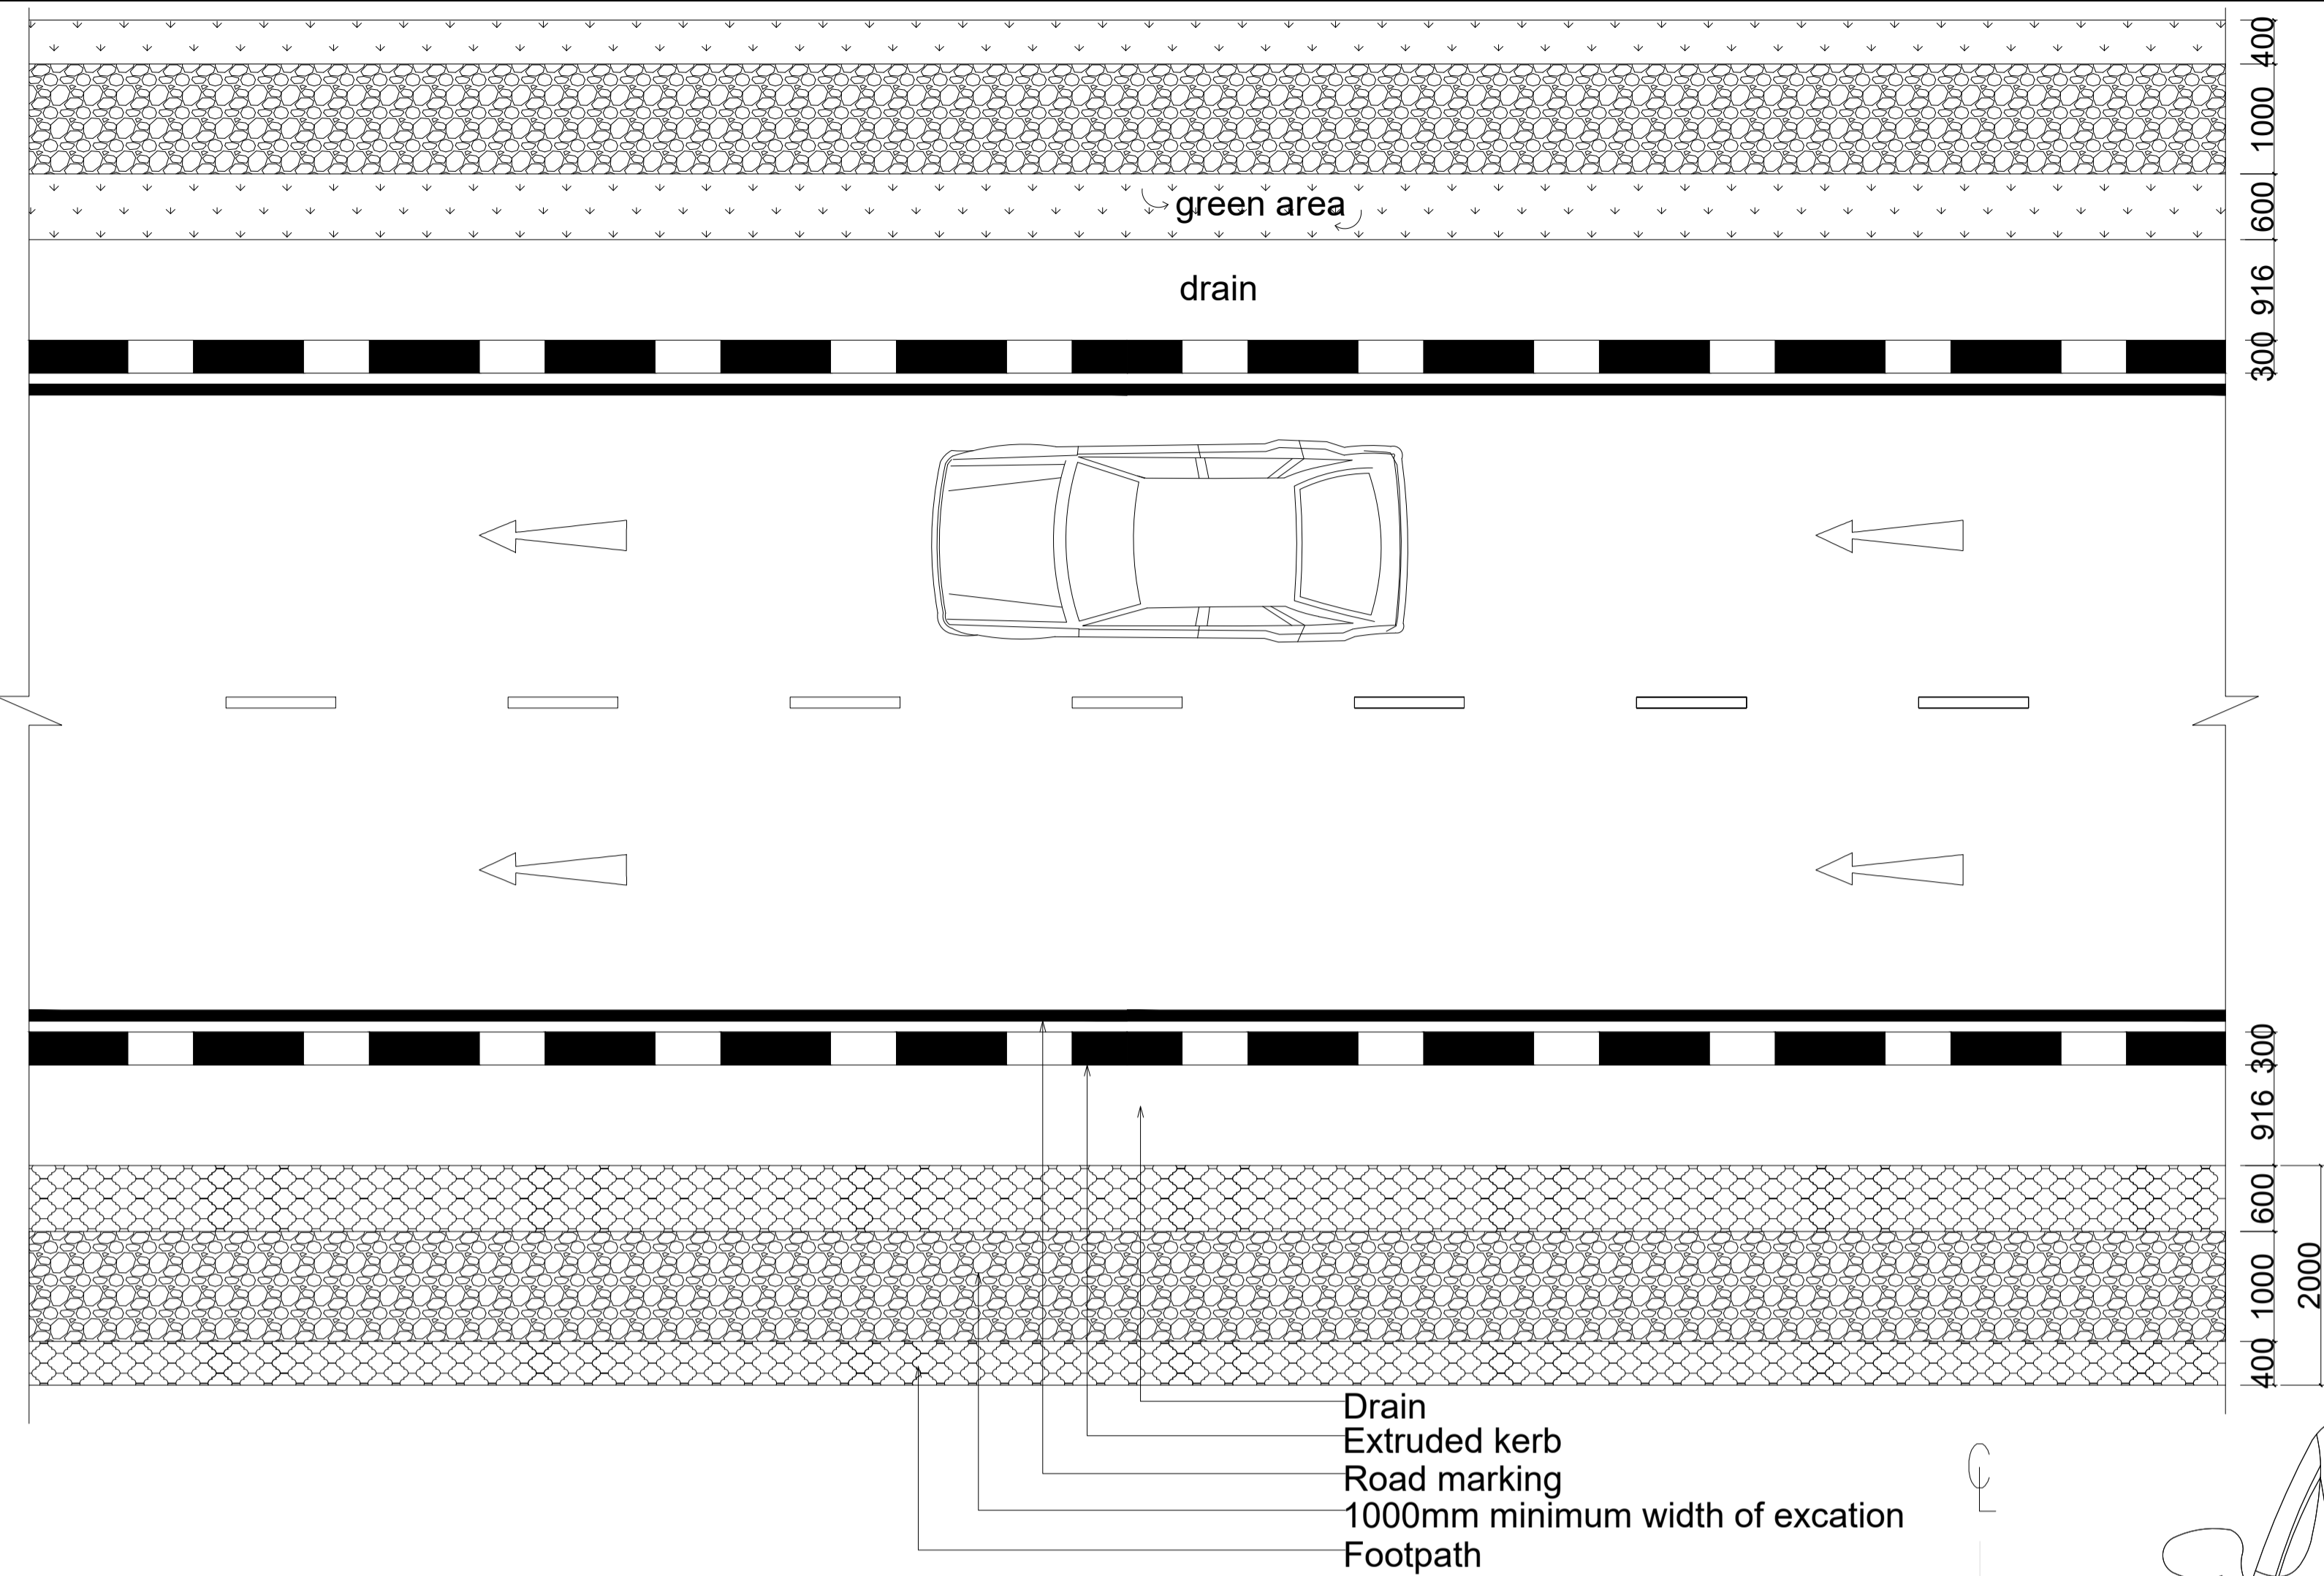 400
1000
600
green area
916
drain
300
300
916
600
1000
2000
400
Drain
Extruded kerb
Road marking
1000mm minimum width of excation
Footpath